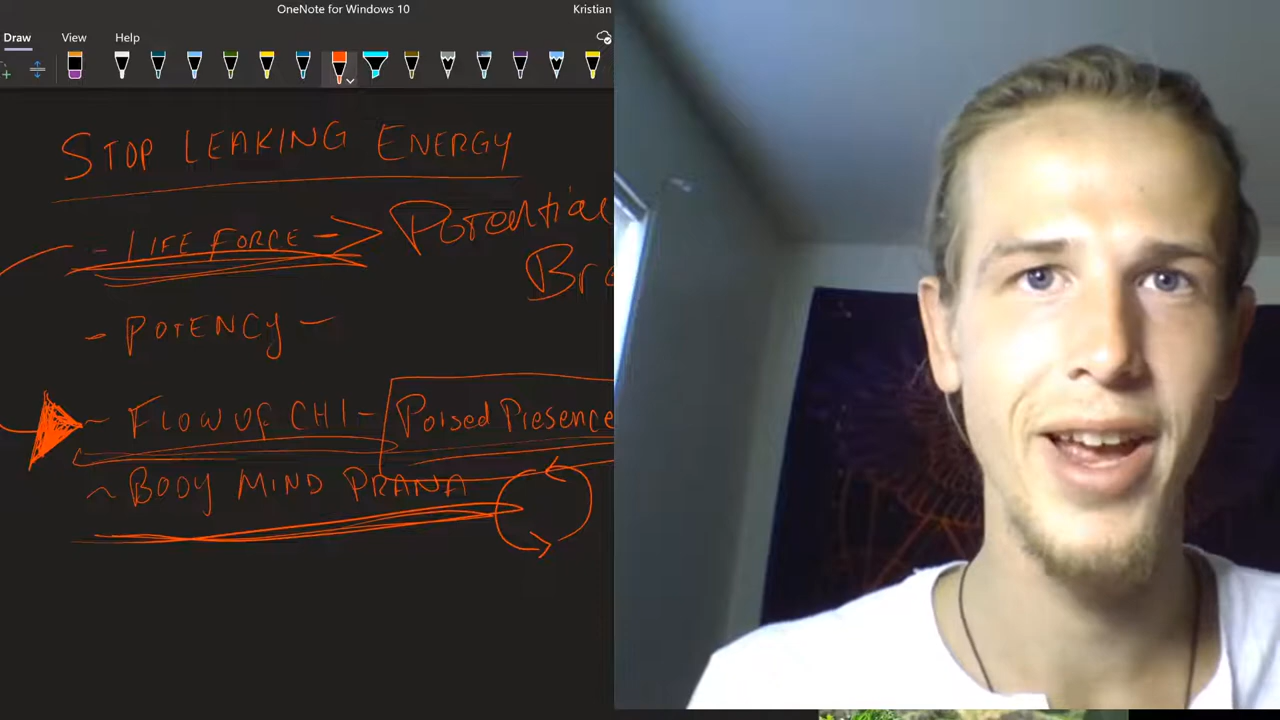 OneNote for Windows 10
Kristian
Draw View Help
STOP LEAKING ENERGY
- LIFE FORCE -> Potential
- POTENCY -
~ FLOW OF CHI - Poised Presence
~ BODY MIND PRANA